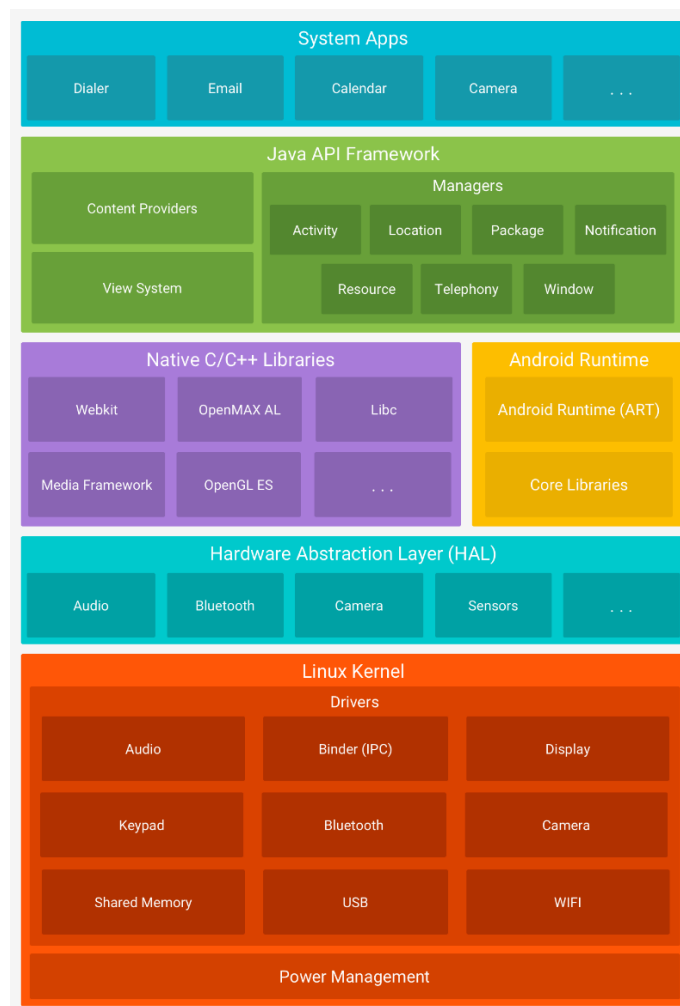 System Apps
Dialer
Email
Calendar
Camera
. . .
Java API Framework
Content Providers
View System
Managers
Activity
Location
Package
Notification
Resource
Telephony
Window
Native C/C++ Libraries
Webkit
OpenMAX AL
Libc
Media Framework
OpenGL ES
. . .
Android Runtime
Android Runtime (ART)
Core Libraries
Hardware Abstraction Layer (HAL)
Audio
Bluetooth
Camera
Sensors
. . .
Linux Kernel
Drivers
Audio
Binder (IPC)
Display
Keypad
Bluetooth
Camera
Shared Memory
USB
WIFI
Power Management